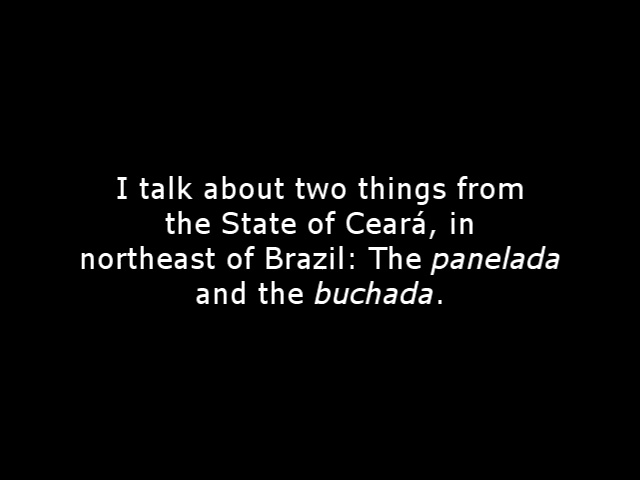 I talk about two things from
the State of Ceará, in
northeast of Brazil: The panelada
and the buchada.